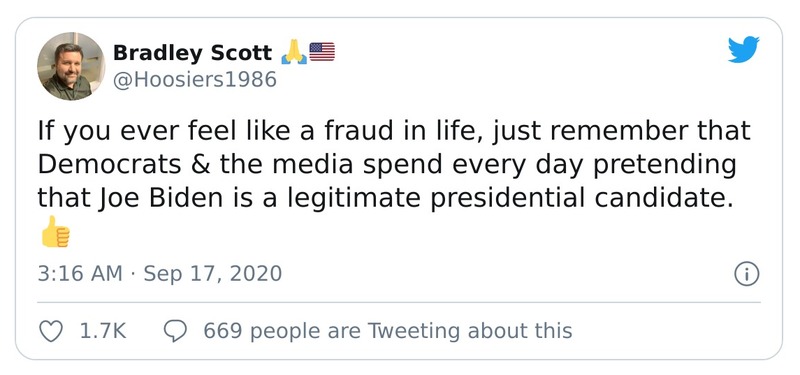 Bradley Scott 🙏🇺🇸
@Hoosiers1986
If you ever feel like a fraud in life, just remember that
Democrats & the media spend every day pretending
that Joe Biden is a legitimate presidential candidate.
👍
3:16 AM · Sep 17, 2020
1.7K 669 people are Tweeting about this